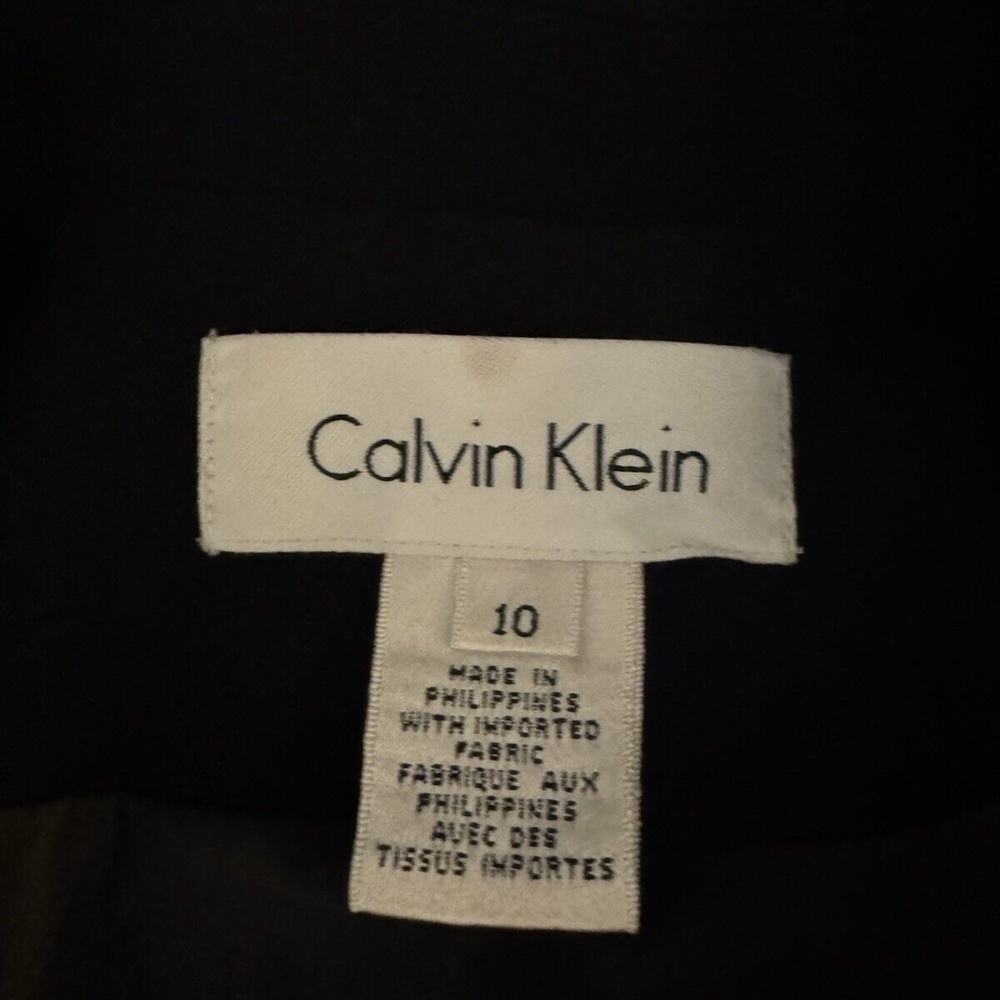 Calvin Klein
10
MADE IN
PHILIPPINES
WITH IMPORTED
FABRIC
FABRIQUE AUX
PHILIPPINES
AVEC DES
TISSUS IMPORTES